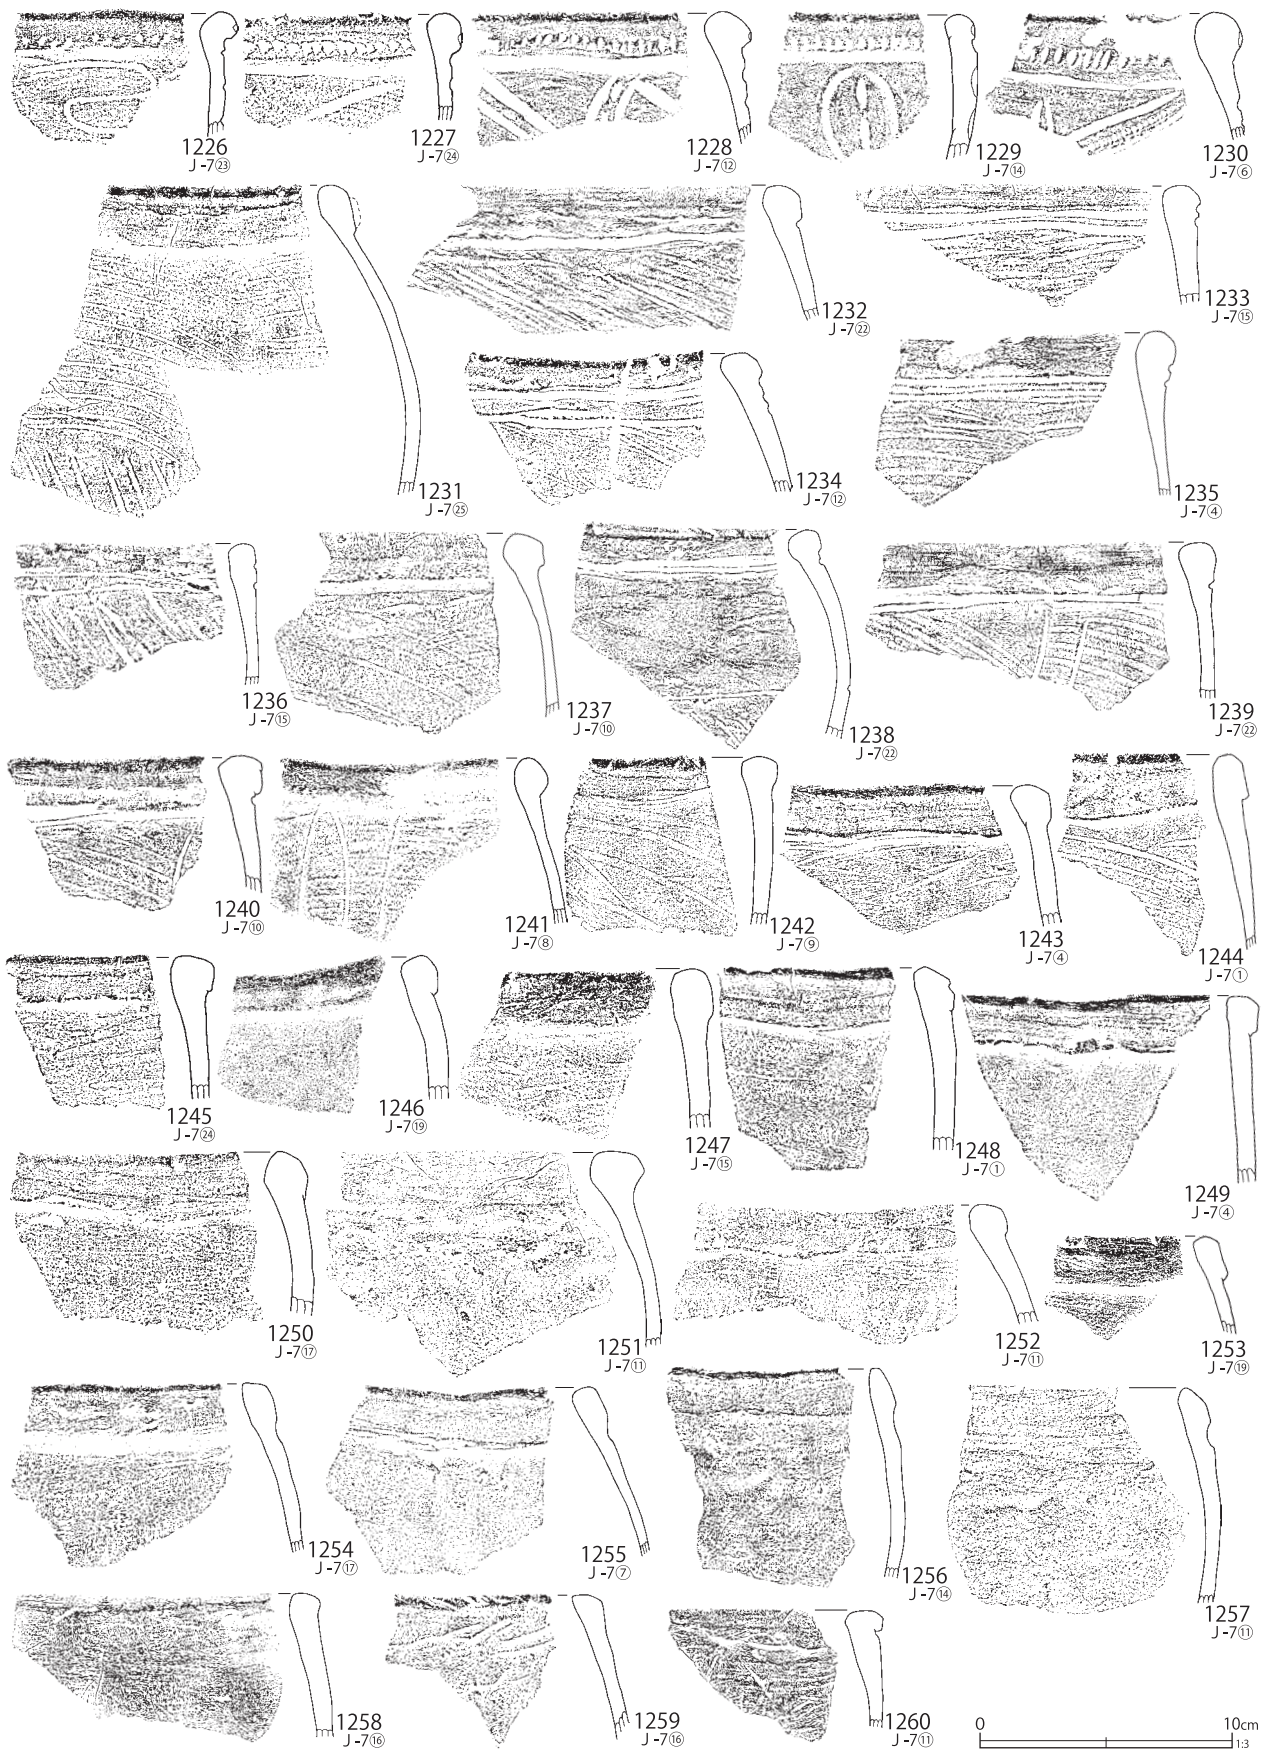 1226
J-7㉓
1227
J-7㉔
1228
J-7⑫
1229
J-7⑭
1230
J-7⑥
1231
J-7㉕
1232
J-7㉒
1233
J-7⑮
1234
J-7⑫
1235
J-7④
1236
J-7⑮
1237
J-7⑩
1238
J-7㉒
1239
J-7㉒
1240
J-7⑩
1241
J-7⑧
1242
J-7⑨
1243
J-7④
1244
J-7①
1245
J-7㉔
1246
J-7⑲
1247
J-7⑮
1248
J-7①
1249
J-7④
1250
J-7⑰
1251
J-7⑪
1252
J-7⑪
1253
J-7⑲
1254
J-7⑰
1255
J-7⑦
1256
J-7⑭
1257
J-7⑪
1258
J-7⑯
1259
J-7⑯
1260
J-7⑪
0 10cm
1:3